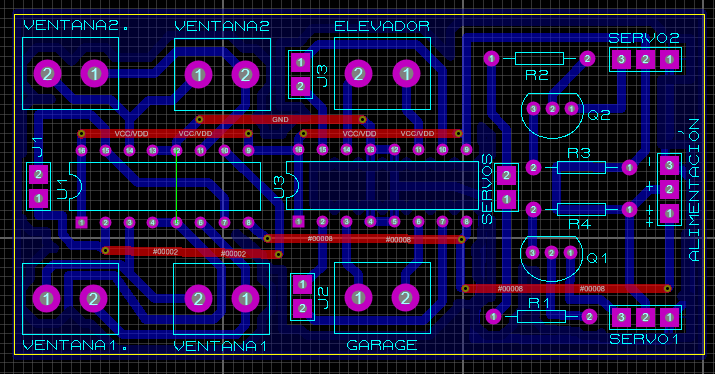 VENTANA2. VENTANA2 ELEVADOR SERVO2
2 1 1 2 1 2 J3 2 1 1 2 R2 3 2 1
GND
3 2 1 Q2
VCC/VDD VCC/VDD VCC/VDD VCC/VDD
J1 16 15 14 13 12 11 10 9 16 15 14 13 12 11 10 9
2 1 U1 U3 SERVOS 2 1 2 R3 1 - 3 + 2 ++ 1 ALIMENTACIÓN
1 2 3 4 5 6 7 8 1 2 3 4 5 6 7 8 2 R4 1
#00008 #00008
#00002 #00002
3 2 1 Q1
#00008 #00008
1 2 2 1 1 2 J2 1 2 1 R1 2 3 2 1
VENTANA1. VENTANA1 GARAGE SERVO1